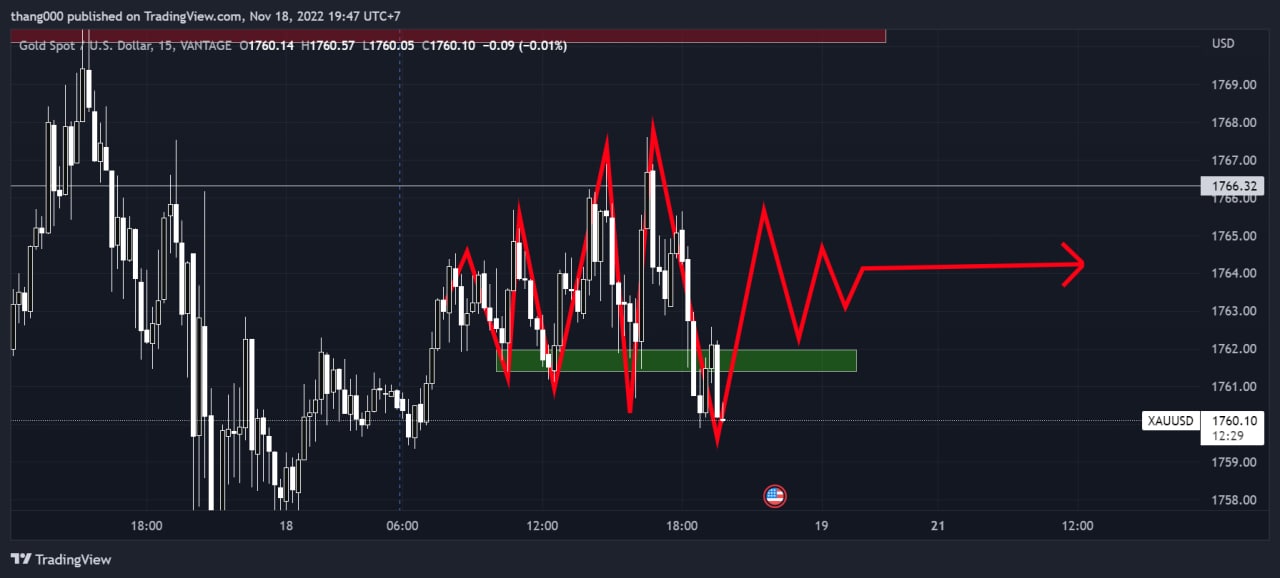 thang000 published on TradingView.com, Nov 18, 2022 19:47 UTC+7
Gold Spot / U.S. Dollar, 15, VANTAGE O1760.14 H1760.57 L1760.05 C1760.10 −0.09 (−0.01%)
USD
1769.00
1768.00
1767.00
1766.32
1766.00
1765.00
1764.00
1763.00
1762.00
1761.00
XAUUSD 1760.10
12:29
1759.00
1758.00
18:00 18 06:00 12:00 18:00 19 21 12:00
TradingView